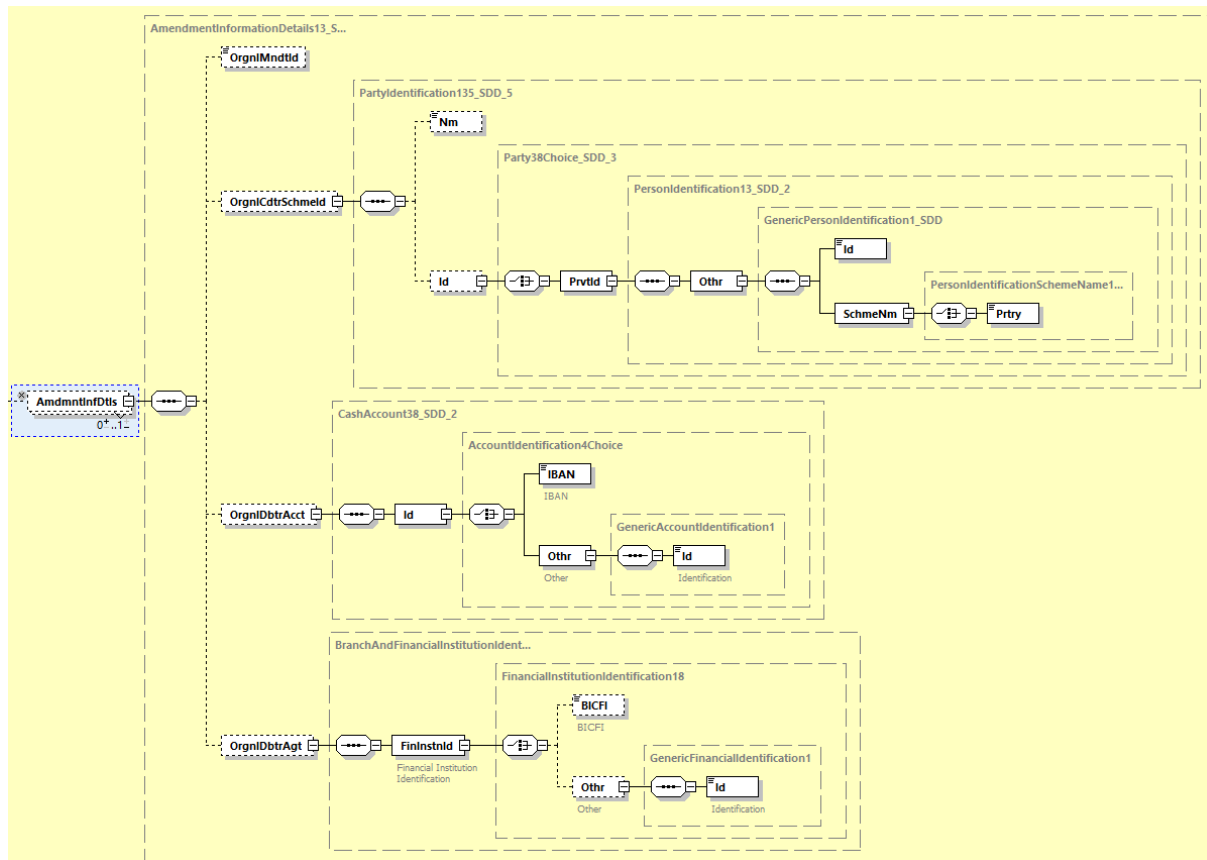 AmendmentInformationDetails13_S...
OrgnlMndtId
PartyIdentification135_SDD_5
Nm
Party38Choice_SDD_3
PersonIdentification13_SDD_2
GenericPersonIdentification1_SDD
Id
OrgnlCdtrSchmeId
Id
PrvtId
Othr
PersonIdentificationSchemeName1...
SchmeNm
Prtry
AmdmntInfDtls
0..1
CashAccount38_SDD_2
AccountIdentification4Choice
IBAN
IBAN
OrgnlDbtrAcct
Id
GenericAccountIdentification1
Othr
Id
Other
Identification
BranchAndFinancialInstitutionIdent...
FinancialInstitutionIdentification18
BICFI
BICFI
OrgnlDbtrAgt
FinInstnId
Financial Institution
Identification
GenericFinancialIdentification1
Othr
Id
Other
Identification